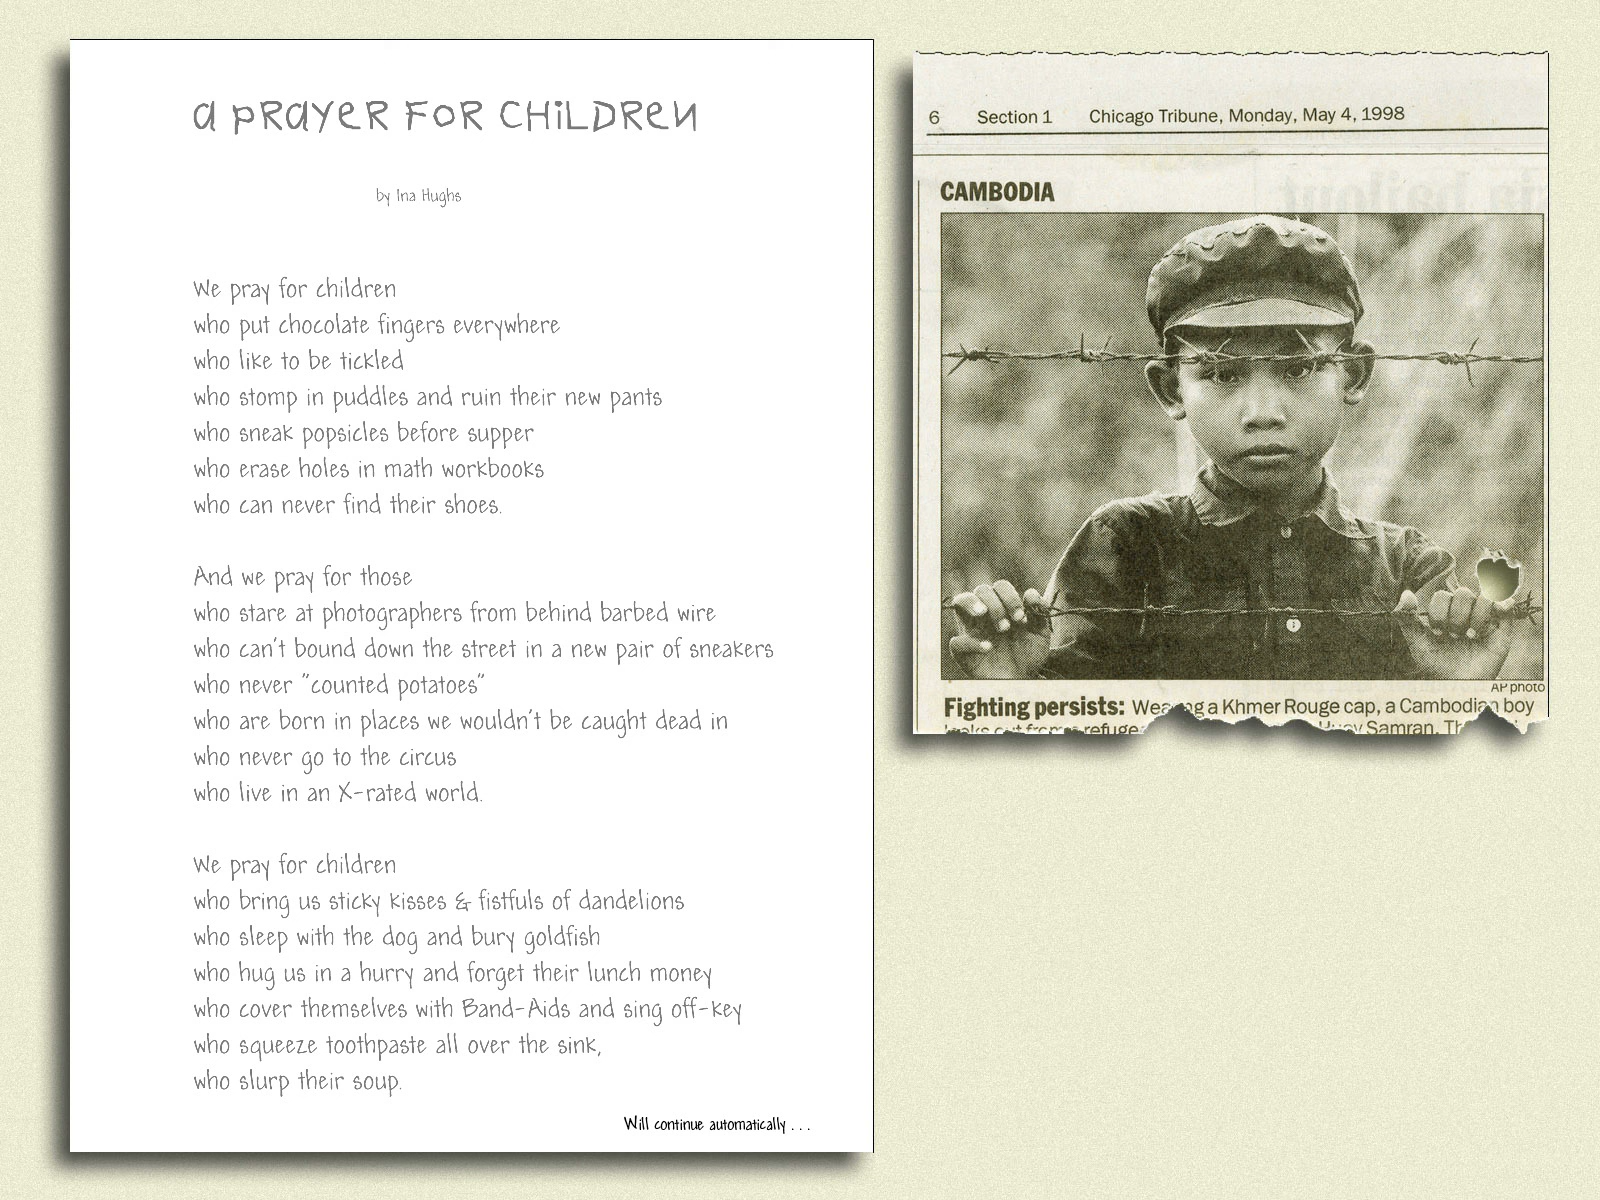 a PRaYeR FOR CHiLDReN
by Ina Hughs
We pray for children
who put chocolate fingers everywhere
who like to be tickled
who stomp in puddles and ruin their new pants
who sneak popsicles before supper
who erase holes in math workbooks
who can never find their shoes.
And we pray for those
who stare at photographers from behind barbed wire
who can't bound down the street in a new pair of sneakers
who never "counted potatoes"
who are born in places we wouldn't be caught dead in
who never go to the circus
who live in an X-rated world.
We pray for children
who bring us sticky kisses & fistfuls of dandelions
who sleep with the dog and bury goldfish
who hug us in a hurry and forget their lunch money
who cover themselves with Band-Aids and sing off-key
who squeeze toothpaste all over the sink,
who slurp their soup.
Will continue automatically . . .
6 Section 1 Chicago Tribune, Monday, May 4, 1998
CAMBODIA
AP photo
Fighting persists: Wearing a Khmer Rouge cap, a Cambodian boy
looks out from a refugee Samran.